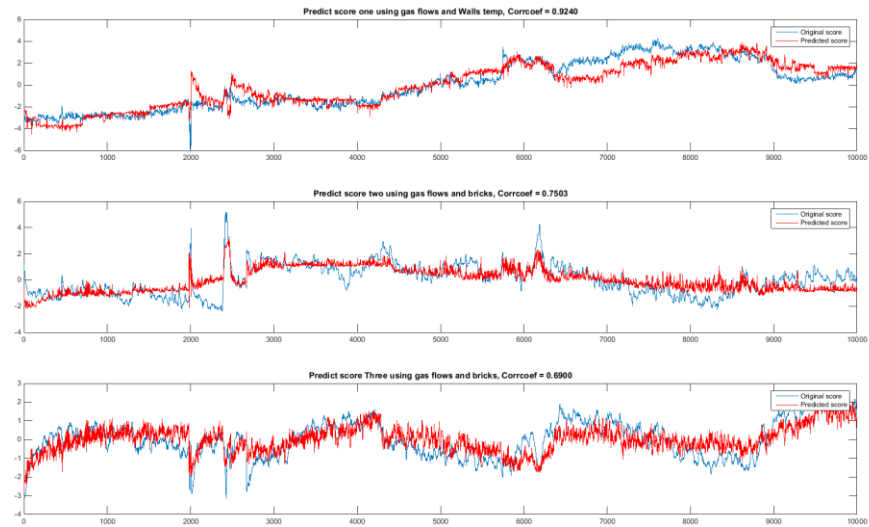 Predict score one using gas flows and Walls temp, Corrcoef = 0.9240
6
4
2
0
-2
-4
-6
Original score
Predicted score
0 1000 2000 3000 4000 5000 6000 7000 8000 9000 10000
Predict score two using gas flows and bricks, Corrcoef = 0.7503
6
4
2
0
-2
-4
Original score
Predicted score
0 1000 2000 3000 4000 5000 6000 7000 8000 9000 10000
Predict score Three using gas flows and bricks, Corrcoef = 0.6900
3
2
1
0
-1
-2
-3
-4
Original score
Predicted score
0 1000 2000 3000 4000 5000 6000 7000 8000 9000 10000